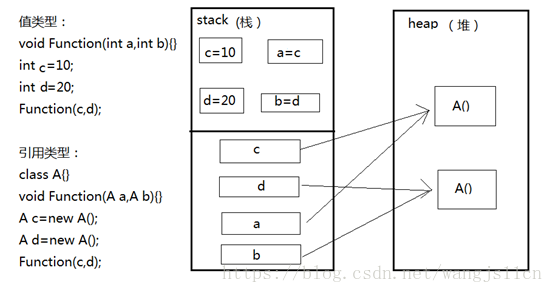 值类型：
void Function(int a,int b){}
int c=10;
int d=20;
Function(c,d);
引用类型：
class A{}
void Function(A a,A b){}
A c=new A();
A d=new A();
Function(c,d);
stack（栈）
c=10
a=c
d=20
b=d
c
d
a
b
heap（堆）
A()
A()
https://blog.csdn.net/wangjsilcn